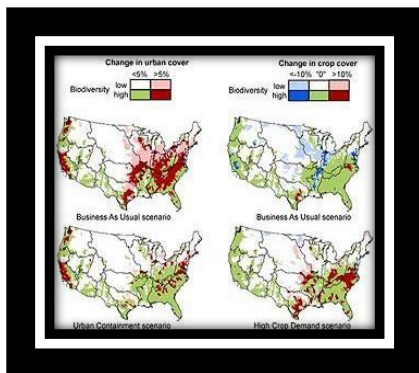 Change in urban cover
<5% >5%
Biodiversity low
high
Business As Usual scenario
Urban Containment scenario
Change in crop cover
<-10% "0" >10%
Biodiversity low
high
Business As Usual scenario
High Crop Demand scenario